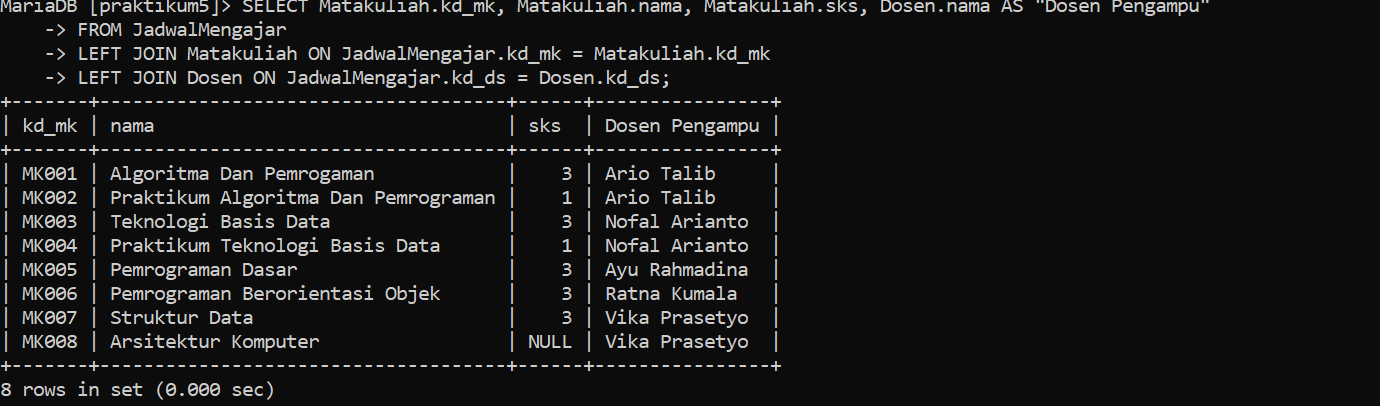 MariaDB [praktikum5]> SELECT Matakuliah.kd_mk, Matakuliah.nama, Matakuliah.sks, Dosen.nama AS "Dosen Pengampu"
    -> FROM JadwalMengajar
    -> LEFT JOIN Matakuliah ON JadwalMengajar.kd_mk = Matakuliah.kd_mk
    -> LEFT JOIN Dosen ON JadwalMengajar.kd_ds = Dosen.kd_ds;
+-------+-------------------------------------+------+----------------+
| kd_mk | nama                                | sks  | Dosen Pengampu |
+-------+-------------------------------------+------+----------------+
| MK001 | Algoritma Dan Pemrogaman            |    3 | Ario Talib     |
| MK002 | Praktikum Algoritma Dan Pemrograman |    1 | Ario Talib     |
| MK003 | Teknologi Basis Data                |    3 | Nofal Arianto  |
| MK004 | Praktikum Teknologi Basis Data      |    1 | Nofal Arianto  |
| MK005 | Pemrograman Dasar                   |    3 | Ayu Rahmadina  |
| MK006 | Pemrograman Berorientasi Objek      |    3 | Ratna Kumala   |
| MK007 | Struktur Data                       |    3 | Vika Prasetyo  |
| MK008 | Arsitektur Komputer                 | NULL | Vika Prasetyo  |
+-------+-------------------------------------+------+----------------+
8 rows in set (0.000 sec)